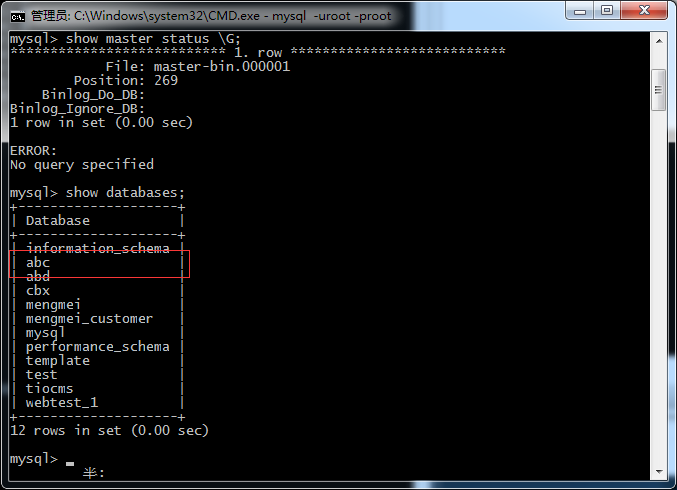 管理员: C:\Windows\system32\CMD.exe - mysql  -uroot -proot
mysql> show master status \G;
*************************** 1. row ***************************
            File: master-bin.000001
        Position: 269
    Binlog_Do_DB:
Binlog_Ignore_DB:
1 row in set (0.00 sec)
ERROR:
No query specified
mysql> show databases;
+--------------------+
| Database           |
+--------------------+
| information_schema |
| abc                |
| abd                |
| cbx                |
| mengmei            |
| mengmei_customer   |
| mysql              |
| performance_schema |
| template           |
| test               |
| tiocms             |
| webtest_1          |
+--------------------+
12 rows in set (0.00 sec)
mysql> _
半: